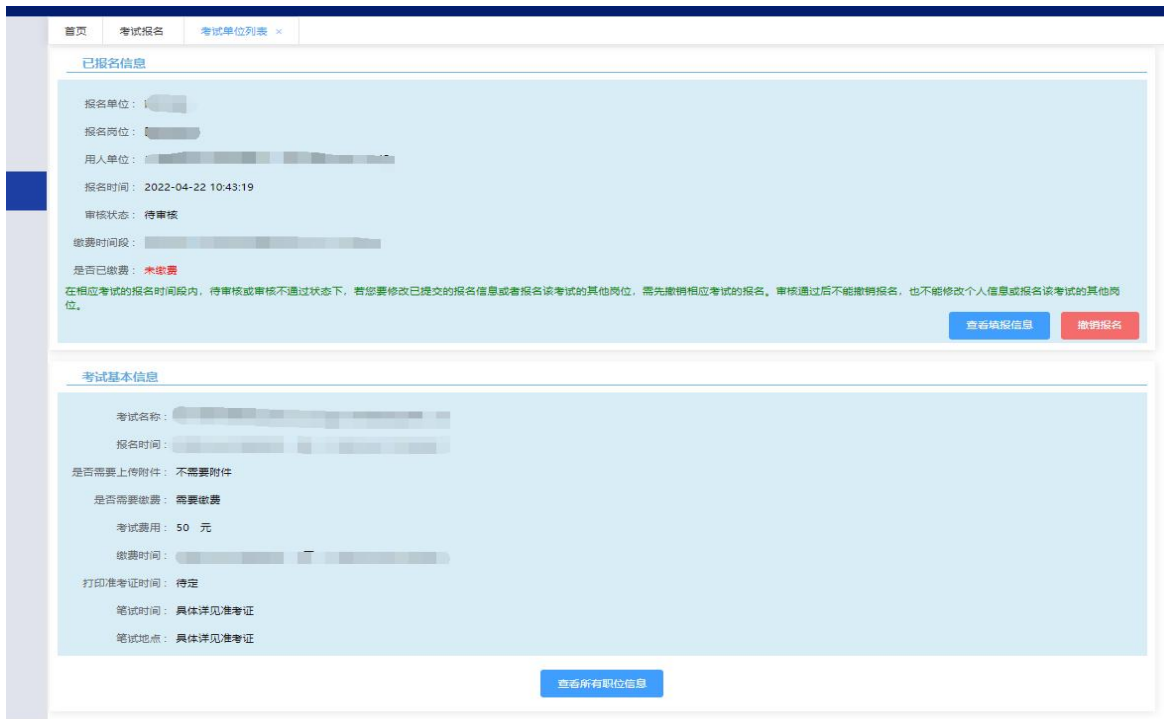 首页 考试报名 考试单位列表 ×
已报名信息
报名单位：
报名岗位：
用人单位：
报名时间： 2022-04-22 10:43:19
审核状态： 待审核
缴费时间段：
是否已缴费： 未缴费
在相应考试的报名时间段内，待审核或审核不通过状态下，若您要修改已提交的报名信息或者报名该考试的其他岗位，需先撤销相应考试的报名。审核通过后不能撤销报名，也不能修改个人信息或报名该考试的其他岗
位。
查看填报信息 撤销报名
考试基本信息
考试名称：
报名时间：
是否需要上传附件： 不需要附件
是否需要缴费： 需要缴费
考试费用： 50 元
缴费时间：
打印准考证时间： 待定
笔试时间： 具体详见准考证
笔试地点： 具体详见准考证
查看所有职位信息